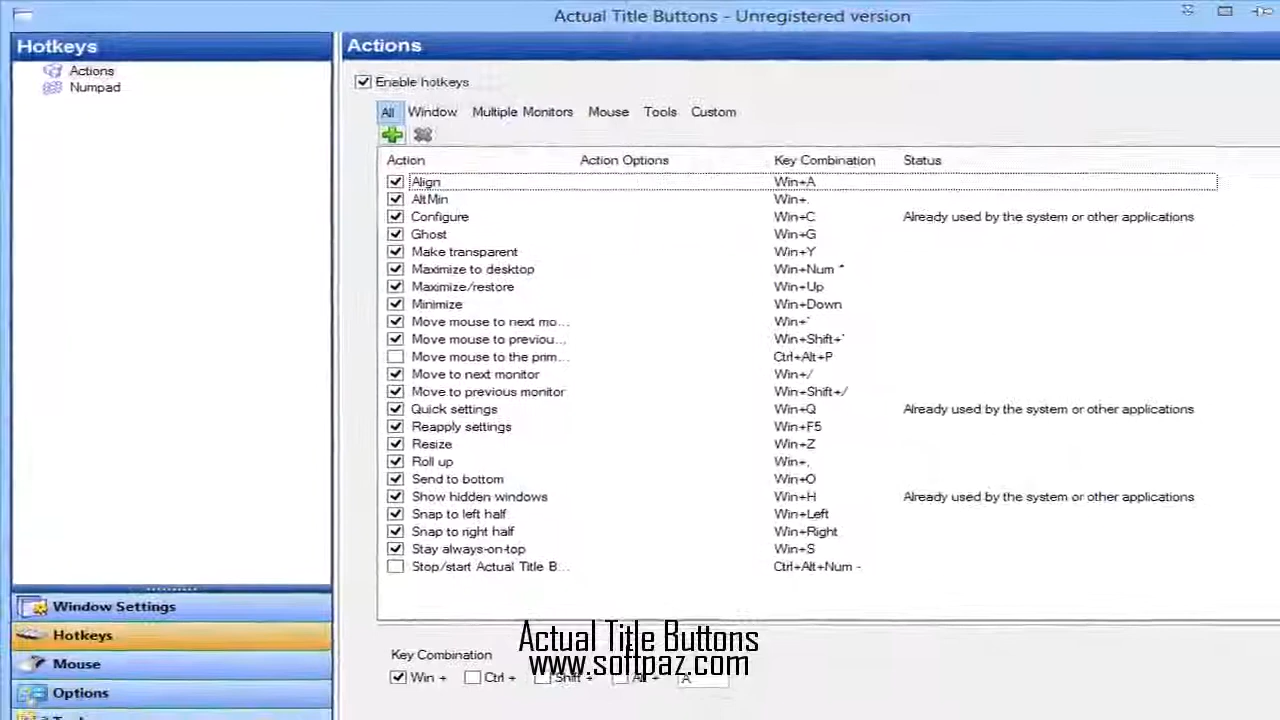 Actual Title Buttons - Unregistered version
Hotkeys
Actions
Numpad
Window Settings
Hotkeys
Mouse
Options
Actions
Enable hotkeys
All Window Multiple Monitors Mouse Tools Custom
Action Action Options Key Combination Status
Align Win+A
AltMin Win+.
Configure Win+C Already used by the system or other applications
Ghost Win+G
Make transparent Win+Y
Maximize to desktop Win+Num *
Maximize/restore Win+Up
Minimize Win+Down
Move mouse to next mo... Win+`
Move mouse to previou... Win+Shift+`
Move mouse to the prim... Ctrl+Alt+P
Move to next monitor Win+/
Move to previous monitor Win+Shift+/
Quick settings Win+Q Already used by the system or other applications
Reapply settings Win+F5
Resize Win+Z
Roll up Win+,
Send to bottom Win+O
Show hidden windows Win+H Already used by the system or other applications
Snap to left half Win+Left
Snap to right half Win+Right
Stay always-on-top Win+S
Stop/start Actual Title B... Ctrl+Alt+Num -
Actual Title Buttons
www.softpaz.com
Key Combination
Win + Ctrl + Shift + Alt + A